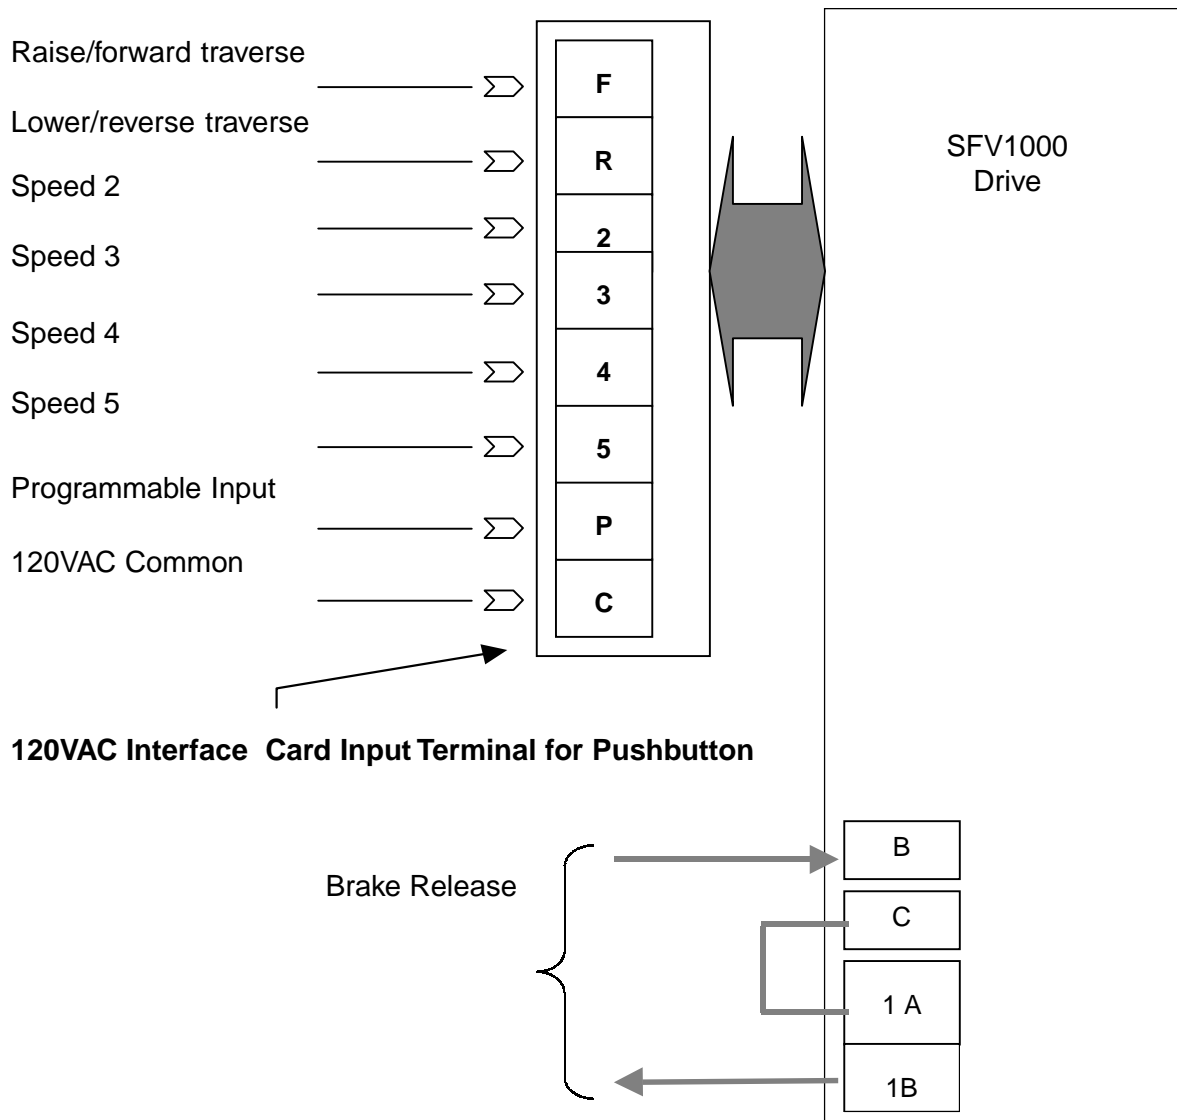 Raise/forward traverse
F
Lower/reverse traverse
R
Speed 2
2
Speed 3
3
Speed 4
4
Speed 5
5
Programmable Input
P
120VAC Common
C
SFV1000
Drive
120VAC Interface Card Input Terminal for Pushbutton
Brake Release
B
C
1 A
1B